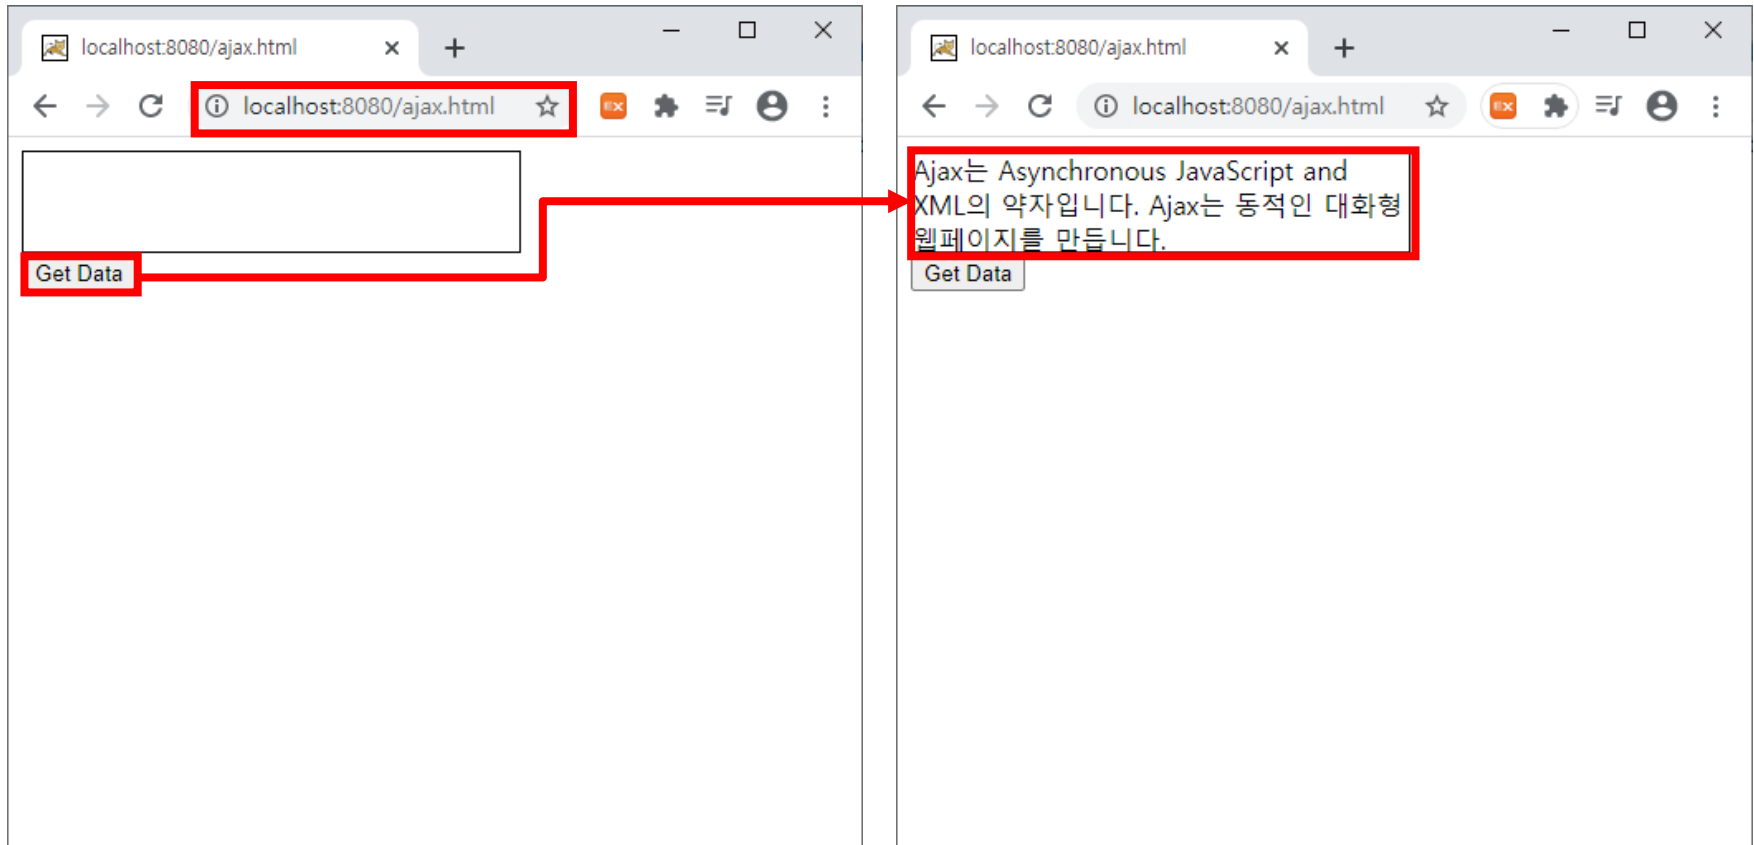 localhost:8080/ajax.html
localhost:8080/ajax.html
Get Data
localhost:8080/ajax.html
localhost:8080/ajax.html
Ajax는 Asynchronous JavaScript and
XML의 약자입니다. Ajax는 동적인 대화형
웹페이지를 만듭니다.
Get Data